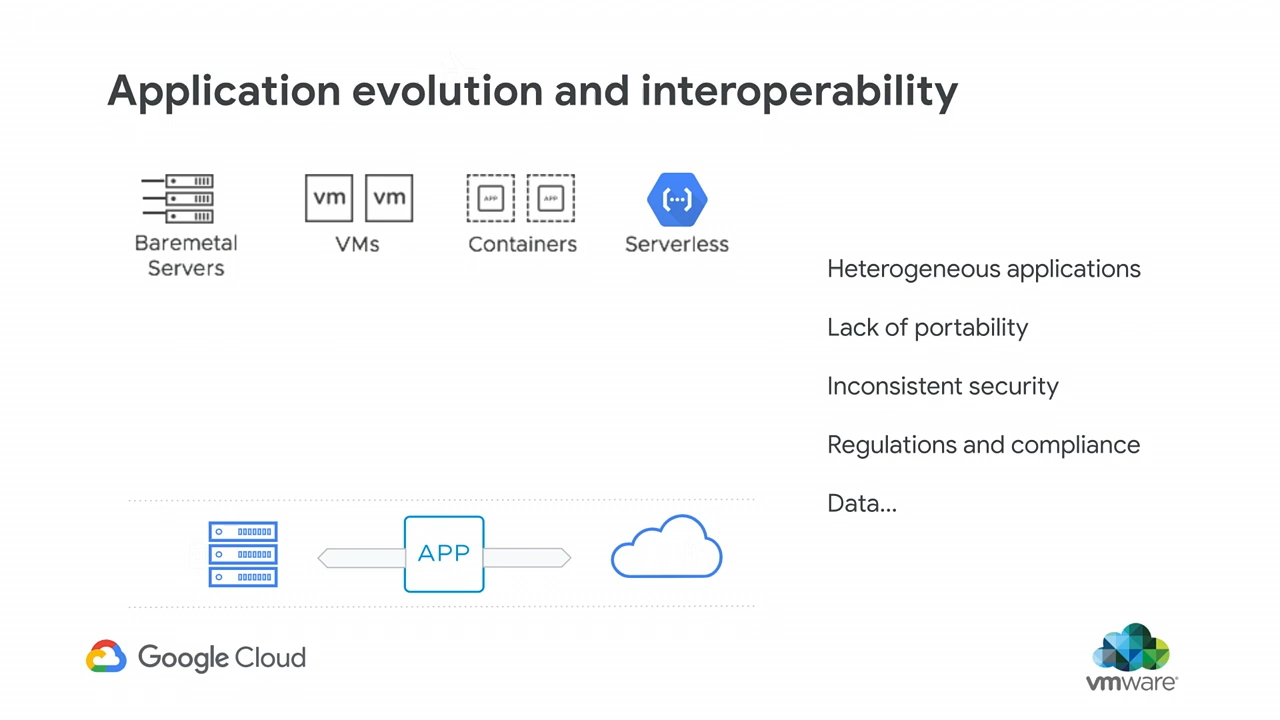 Application evolution and interoperability
vm vm
APP APP
Baremetal
Servers
VMs
Containers
Serverless
Heterogeneous applications
Lack of portability
Inconsistent security
Regulations and compliance
Data...
APP
Google Cloud
vmware